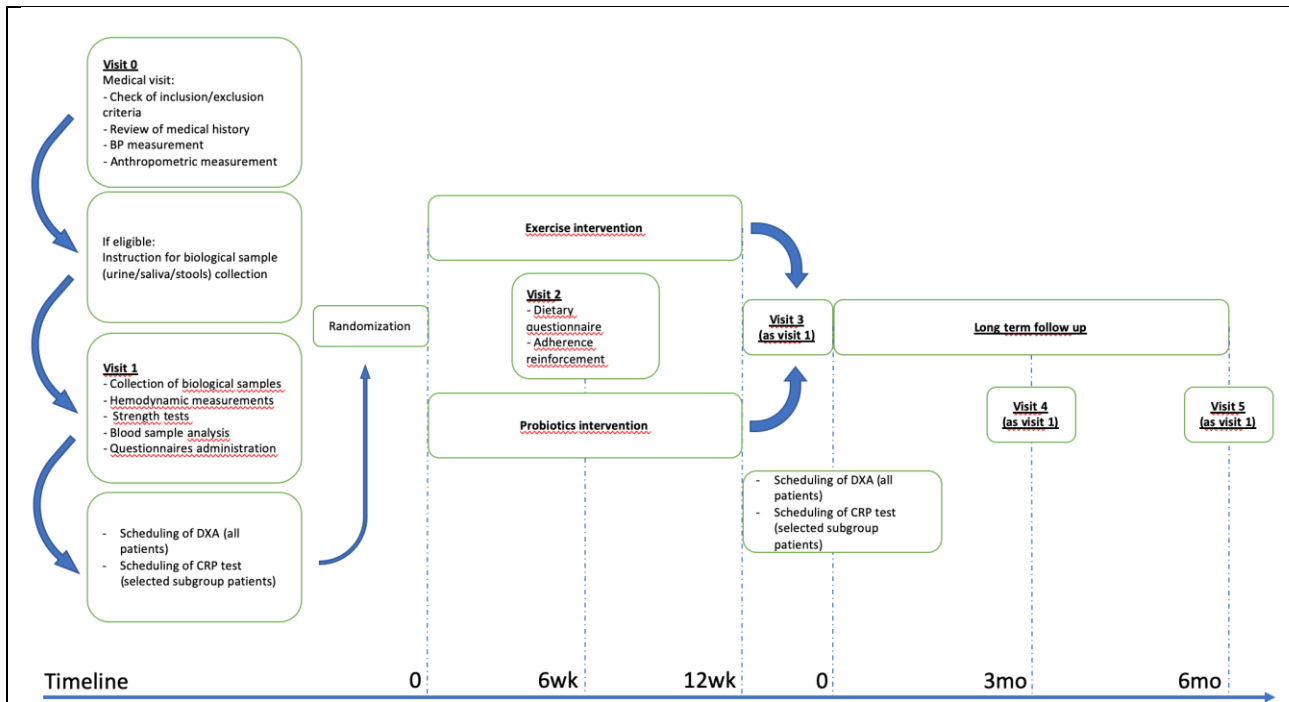 Visit 0
Medical visit:
- Check of inclusion/exclusion
criteria
- Review of medical history
- BP measurement
- Anthropometric measurement
If eligible:
Instruction for biological sample
(urine/saliva/stools) collection
Visit 1
- Collection of biological samples
- Hemodynamic measurements
- Strength tests
- Blood sample analysis
- Questionnaires administration
- Scheduling of DXA (all
patients)
- Scheduling of CRP test
(selected subgroup patients)
Randomization
Exercise intervention
Visit 2
- Dietary
questionnaire
- Adherence
reinforcement
Probiotics intervention
Visit 3
(as visit 1)
- Scheduling of DXA (all
patients)
- Scheduling of CRP test
(selected subgroup
patients)
Long term follow up
Visit 4
(as visit 1)
Visit 5
(as visit 1)
Timeline
0
6wk
12wk
0
3mo
6mo